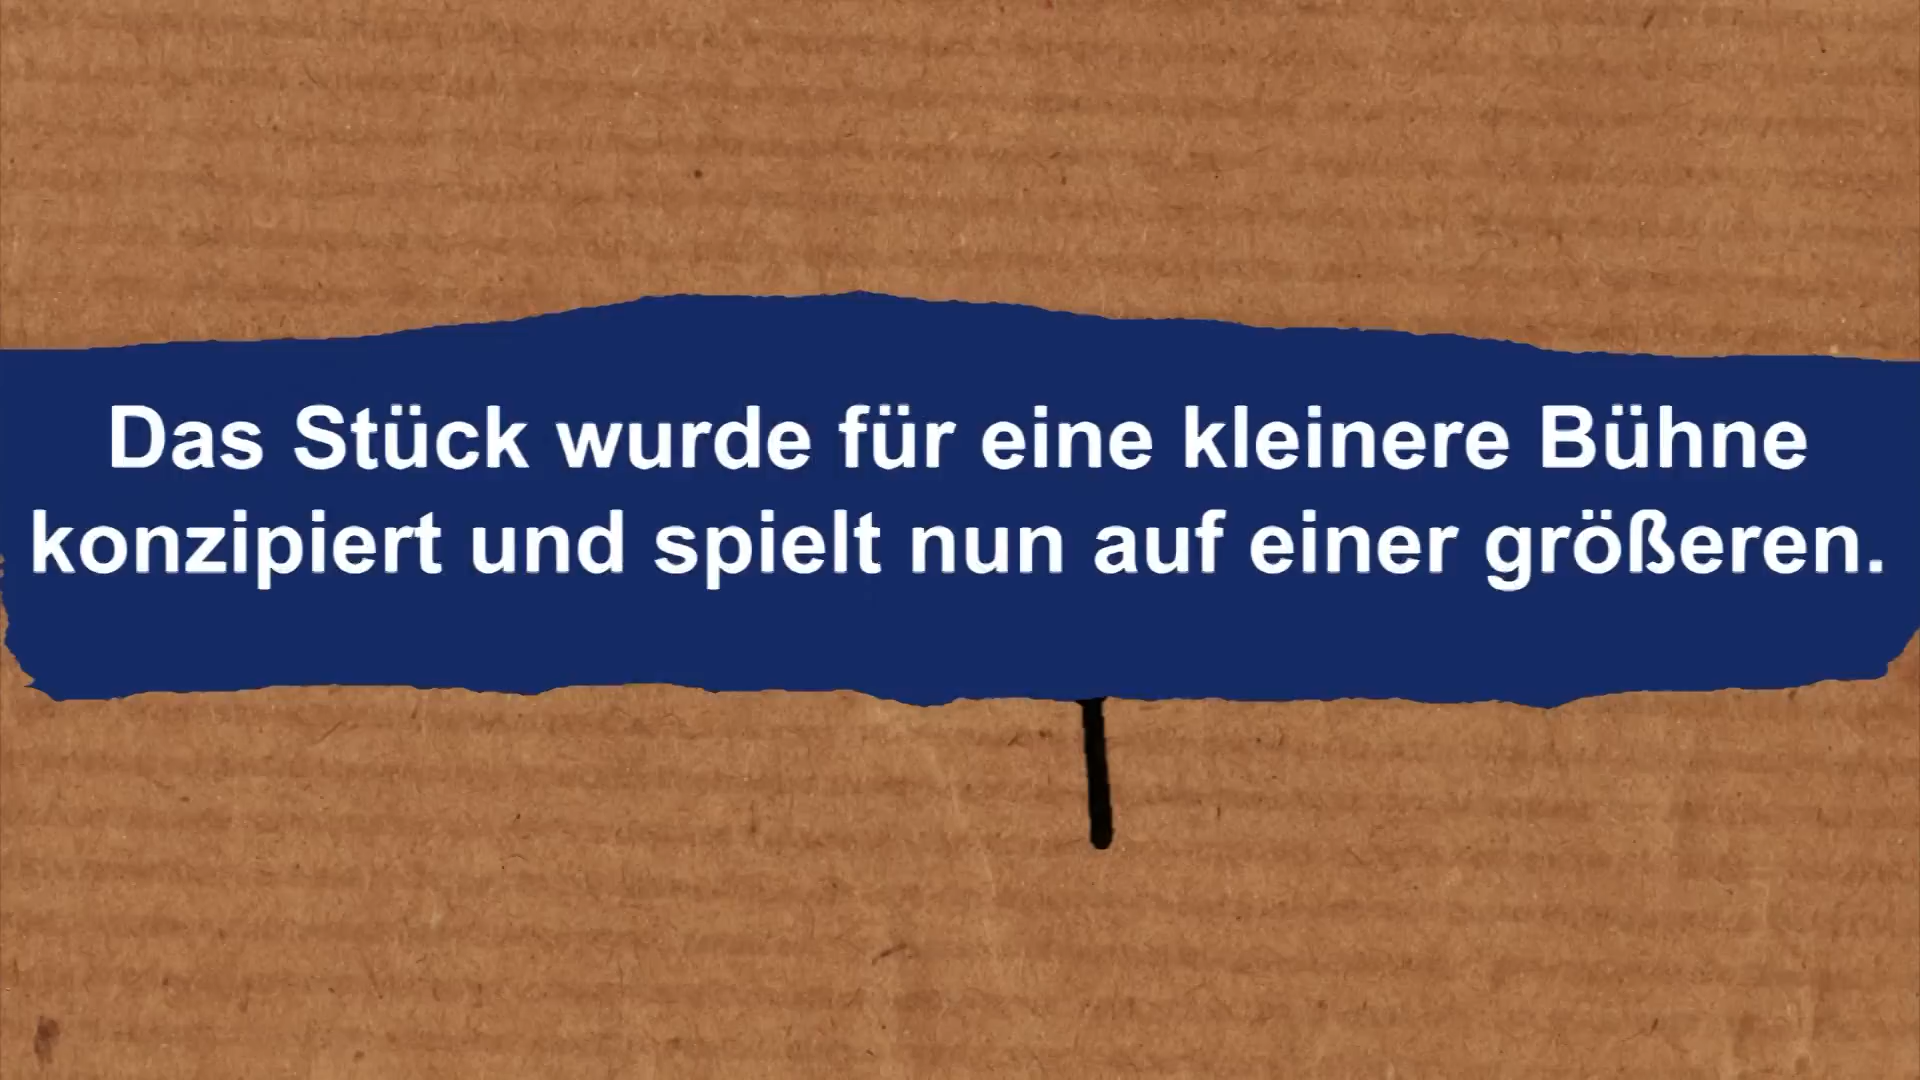 Das Stück wurde für eine kleinere Bühne
konzipiert und spielt nun auf einer größeren.